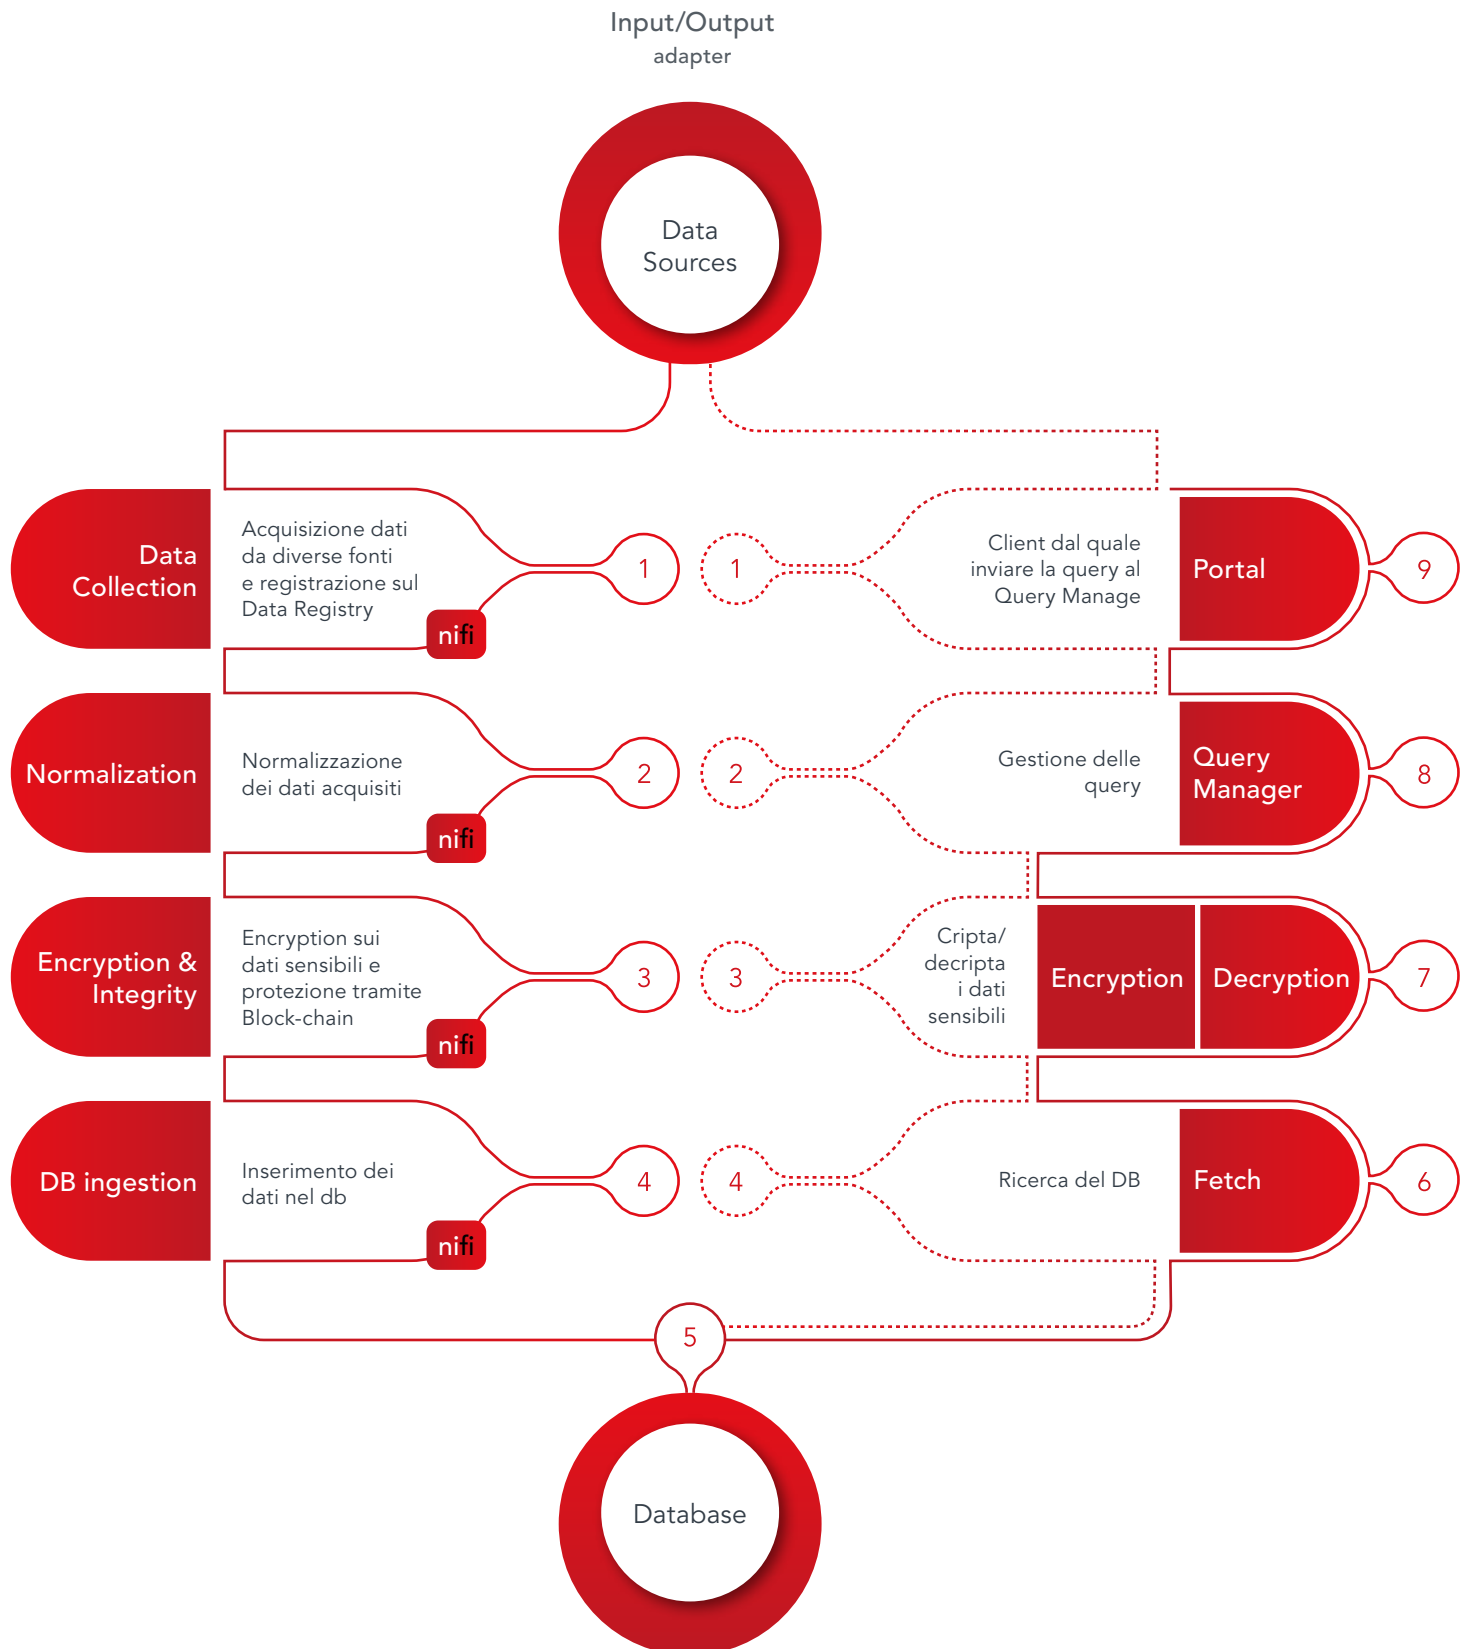 Input/Output
adapter
Data
Sources
Data
Collection
Acquisizione dati
da diverse fonti
e registrazione sul
Data Registry
nifi
1
1
Client dal quale
inviare la query al
Query Manage
Portal
9
Normalization
Normalizzazione
dei dati acquisiti
nifi
2
2
Gestione delle
query
Query
Manager
8
Encryption &
Integrity
Encryption sui
dati sensibili e
protezione tramite
Block-chain
nifi
3
3
Cripta/
decripta
i dati
sensibili
Encryption
Decryption
7
DB ingestion
Inserimento dei
dati nel db
nifi
4
4
Ricerca del DB
Fetch
6
5
Database